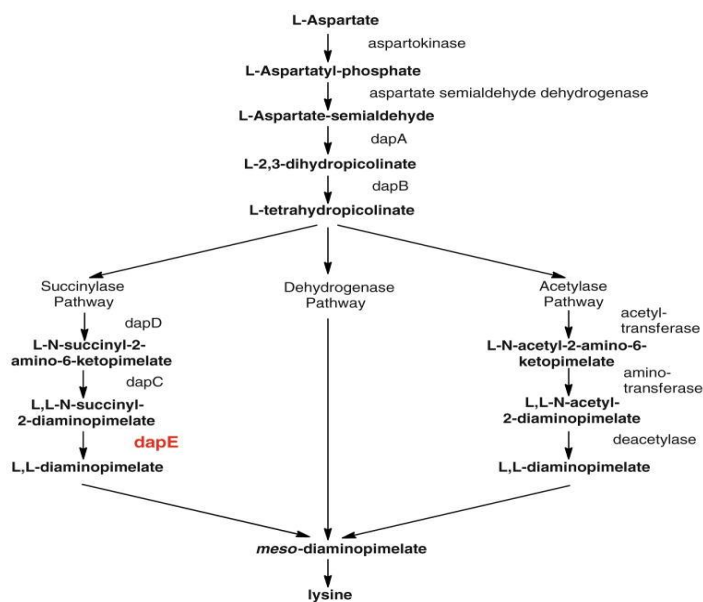 L-Aspartate
aspartokinase
L-Aspartatyl-phosphate
aspartate semialdehyde dehydrogenase
L-Aspartate-semialdehyde
dapA
L-2,3-dihydropicolinate
dapB
L-tetrahydropicolinate
Succinylase
Pathway
dapD
L-N-succinyl-2-
amino-6-ketopimelate
dapC
L,L-N-succinyl-
2-diaminopimelate
dapE
L,L-diaminopimelate
Dehydrogenase
Pathway
Acetylase
Pathway
acetyl-
transferase
L-N-acetyl-2-amino-6-
ketopimelate
amino-
transferase
L,L-N-acetyl-
2-diaminopimelate
deacetylase
L,L-diaminopimelate
meso-diaminopimelate
lysine